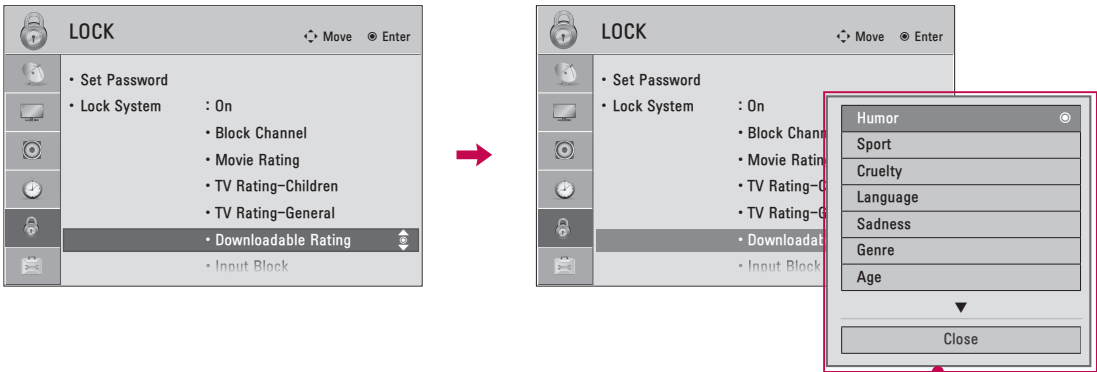 LOCK
Move
Enter
• Set Password
• Lock System : On
• Block Channel
• Movie Rating
• TV Rating-Children
• TV Rating-General
• Downloadable Rating
• Input Block
LOCK
Move
Enter
• Set Password
• Lock System : On
• Block Chann
• Movie Ratin
• TV Rating-C
• TV Rating-G
• Downloadab
• Input Block
Humor
Sport
Cruelty
Language
Sadness
Genre
Age
▼
Close